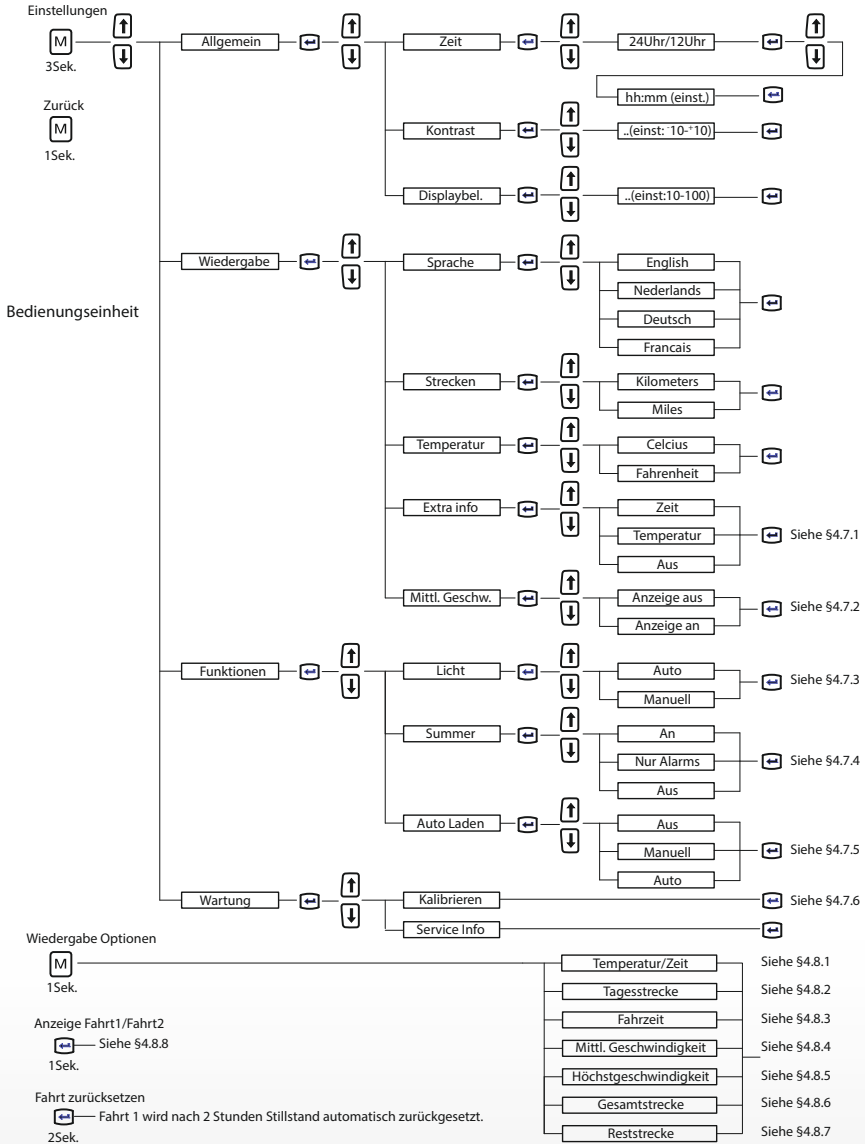 Einstellungen
M
3Sek.
Allgemein
Zeit
24Uhr/12Uhr
hh:mm (einst.)
Zurück
M
1Sek.
Kontrast
..(einst: -10-+10)
Displaybel.
..(einst:10-100)
Bedienungseinheit
Wiedergabe
Sprache
English
Nederlands
Deutsch
Francais
Strecken
Kilometers
Miles
Temperatur
Celcius
Fahrenheit
Extra info
Zeit
Temperatur
Aus
Siehe §4.7.1
Mittl. Geschw.
Anzeige aus
Anzeige an
Siehe §4.7.2
Funktionen
Licht
Auto
Manuell
Siehe §4.7.3
Summer
An
Nur Alarms
Aus
Siehe §4.7.4
Auto Laden
Aus
Manuell
Auto
Siehe §4.7.5
Wartung
Kalibrieren
Siehe §4.7.6
Service Info
Wiedergabe Optionen
M
1Sek.
Temperatur/Zeit
Siehe §4.8.1
Tagesstrecke
Siehe §4.8.2
Fahrzeit
Siehe §4.8.3
Mittl. Geschwindigkeit
Siehe §4.8.4
Höchstgeschwindigkeit
Siehe §4.8.5
Gesamtstrecke
Siehe §4.8.6
Reststrecke
Siehe §4.8.7
Anzeige Fahrt1/Fahrt2
Siehe §4.8.8
1Sek.
Fahrt zurücksetzen
Fahrt 1 wird nach 2 Stunden Stillstand automatisch zurückgesetzt.
2Sek.